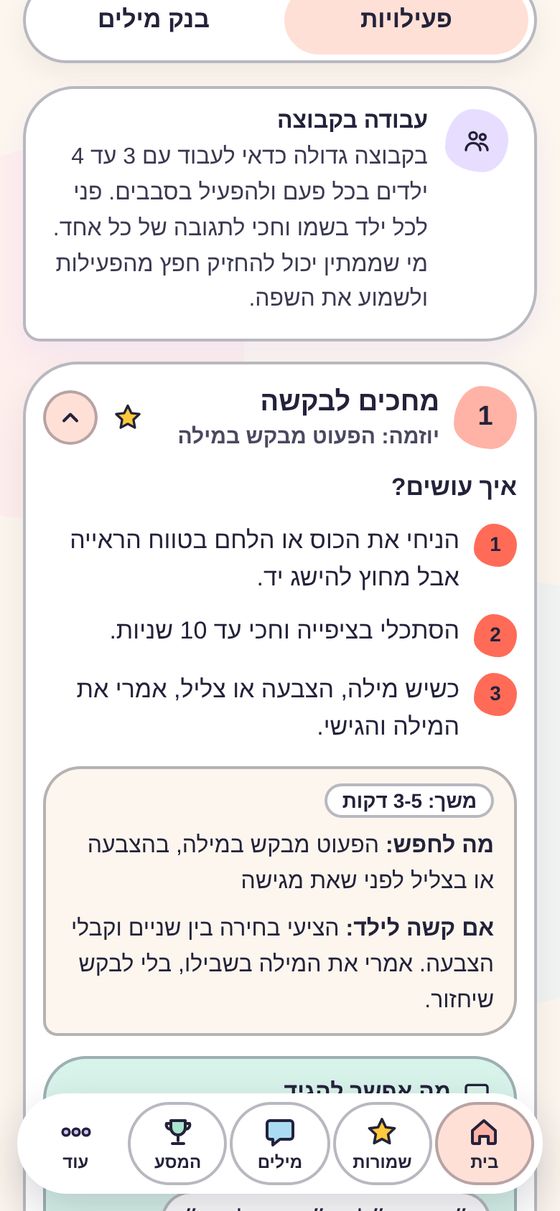 פעילויות
בנק מילים
עבודה בקבוצה
בקבוצה גדולה כדאי לעבוד עם 3 עד 4
ילדים בכל פעם ולהפעיל בסבבים. פני
לכל ילד בשמו וחכי לתגובה של כל אחד.
מי שממתין יכול להחזיק חפץ מהפעילות
ולשמוע את השפה.
1
מחכים לבקשה
יוזמה: הפעוט מבקש במילה
איך עושים?
1 הניחי את הכוס או הלחם בטווח הראייה
אבל מחוץ להישג יד.
2 הסתכלי בציפייה וחכי עד 10 שניות.
3 כשיש מילה, הצבעה או צליל, אמרי את
המילה והגישי.
משך: 3-5 דקות
מה לחפש: הפעוט מבקש במילה, בהצבעה
או בצליל לפני שאת מגישה
אם קשה לילד: הציעי בחירה בין שניים וקבלי
הצבעה. אמרי את המילה בשבילו, בלי לבקש
שיחזור.
מה אפשר להגיד
בית
שמורות
מילים
המסע
עוד